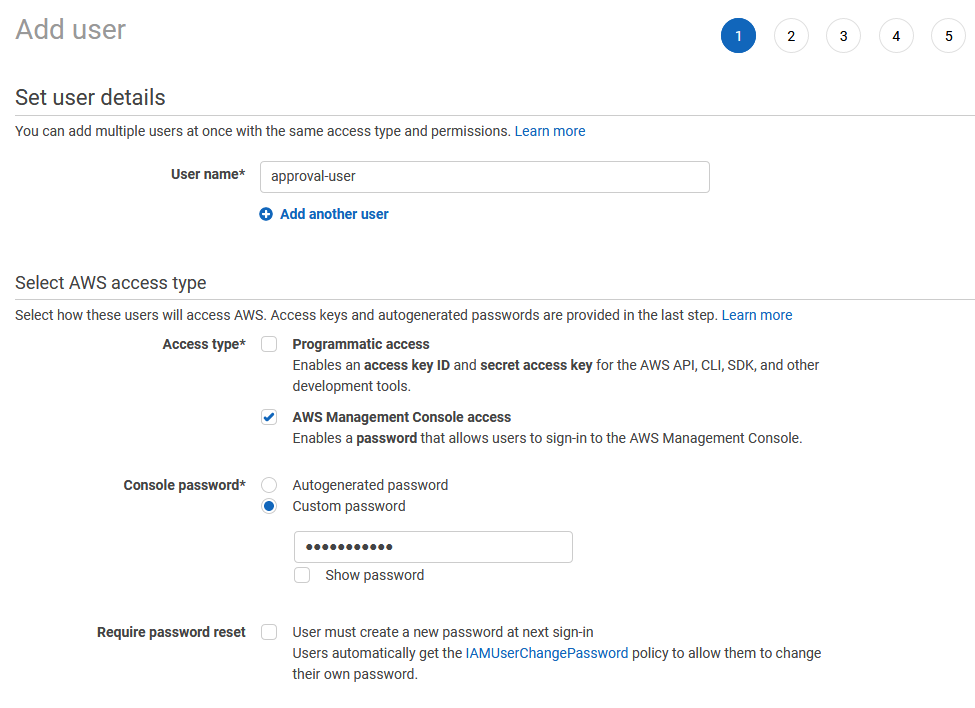 Add user
1 2 3 4 5
Set user details
You can add multiple users at once with the same access type and permissions. Learn more
User name* approval-user
Add another user
Select AWS access type
Select how these users will access AWS. Access keys and autogenerated passwords are provided in the last step. Learn more
Access type* Programmatic access
Enables an access key ID and secret access key for the AWS API, CLI, SDK, and other
development tools.
AWS Management Console access
Enables a password that allows users to sign-in to the AWS Management Console.
Console password* Autogenerated password
Custom password
•••••••••••
Show password
Require password reset User must create a new password at next sign-in
Users automatically get the IAMUserChangePassword policy to allow them to change
their own password.